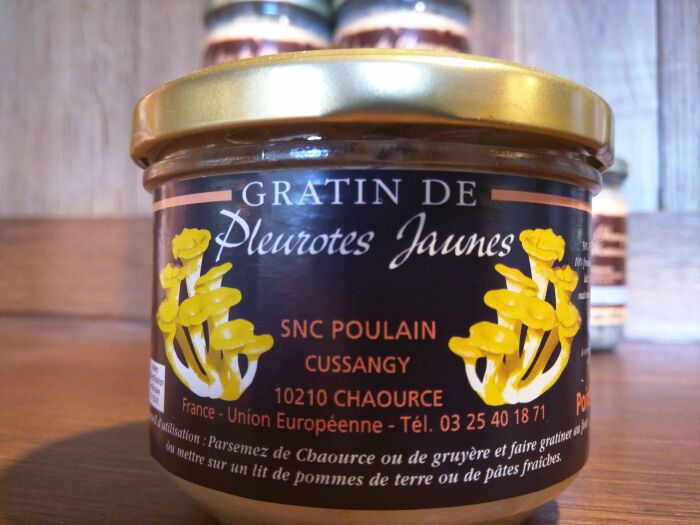 GRATIN DE
Pleurotes Jaunes
SNC POULAIN
CUSSANGY
10210 CHAOURCE
France - Union Européenne - Tél. 03 25 40 18 71
d'utilisation : Parsemez de Chaource ou de gruyère et faire gratiner au
ou mettre sur un lit de pommes de terre ou de pâtes fraîches.